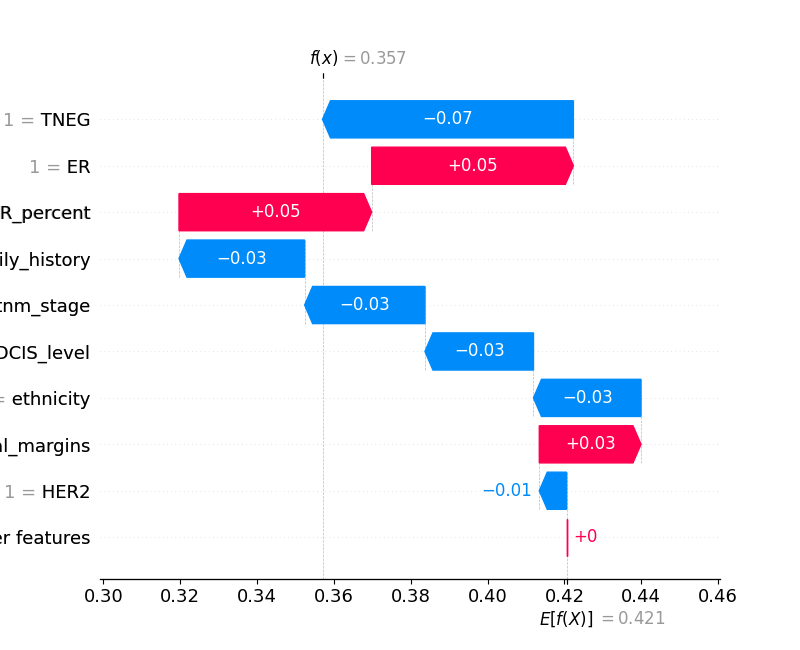 f(x) = 0.357
1 = TNEG
−0.07
1 = ER
+0.05
R_percent
+0.05
ily_history
−0.03
tnm_stage
−0.03
DCIS_level
−0.03
= ethnicity
−0.03
al_margins
+0.03
1 = HER2
−0.01
er features
+0
0.30 0.32 0.34 0.36 0.38 0.40 0.42 0.44 0.46
E[f(X)] = 0.421